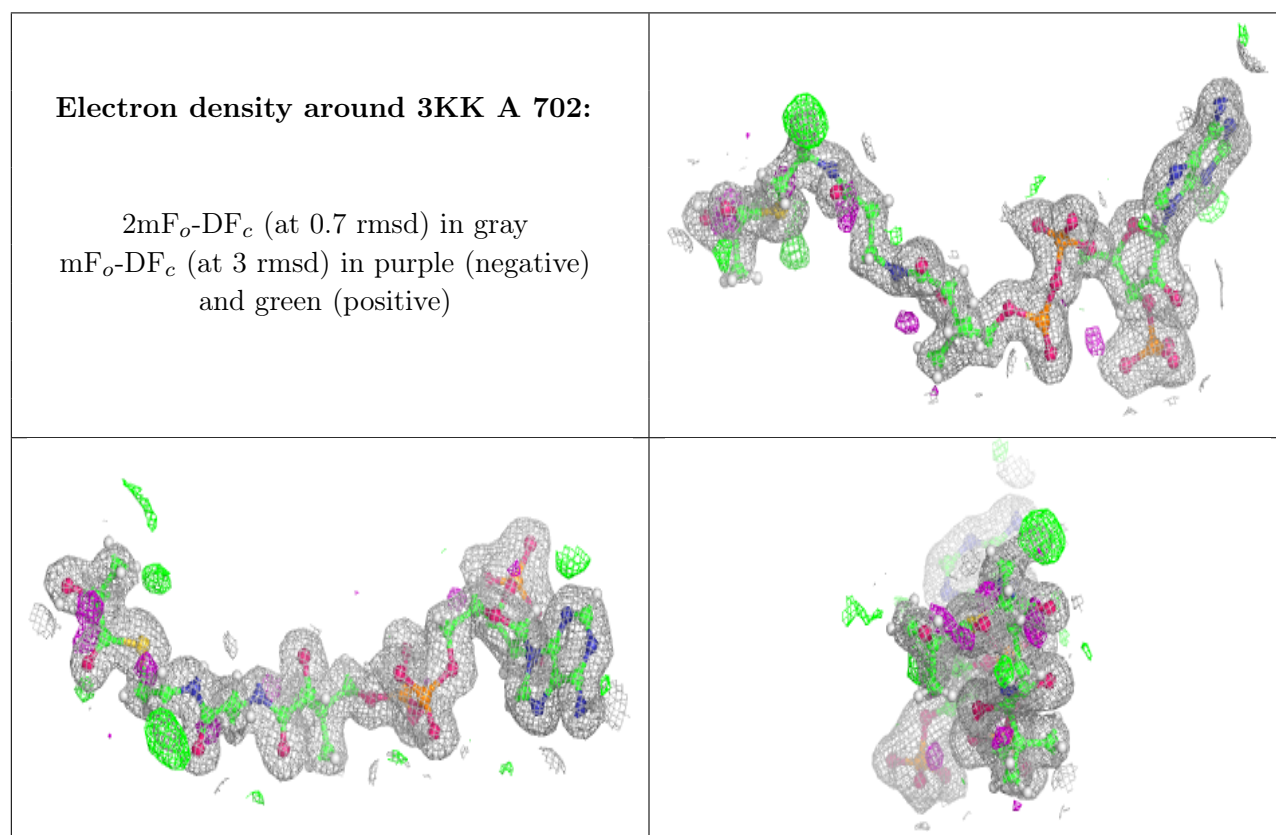 Electron density around 3KK A 702:
2mFo-DFc (at 0.7 rmsd) in gray
mFo-DFc (at 3 rmsd) in purple (negative)
and green (positive)